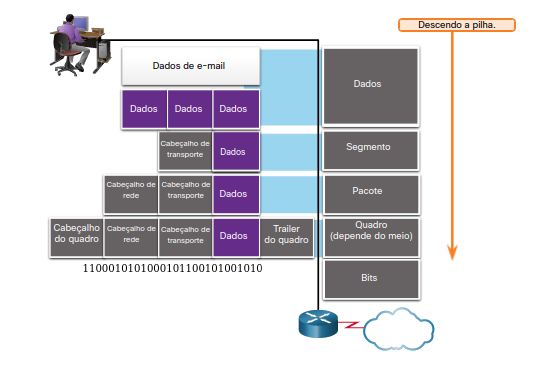 Descendo a pilha.
Dados de e-mail
Dados
Dados Dados Dados
Cabeçalho de
transporte
Dados
Segmento
Cabeçalho de
rede
Cabeçalho de
transporte
Dados
Pacote
Cabeçalho
do quadro
Cabeçalho de
rede
Cabeçalho de
transporte
Dados
Trailer
do quadro
Quadro
(depende do meio)
1100010101000101100101001010
Bits